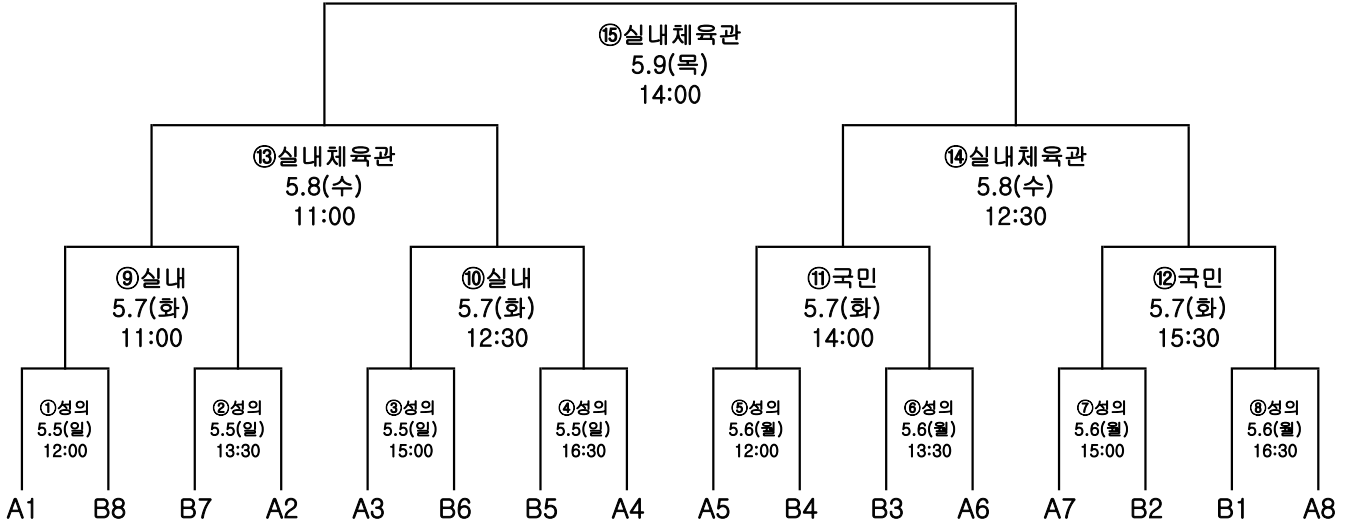 ⑮실내체육관
5.9(목)
14:00
⑬실내체육관
5.8(수)
11:00
⑭실내체육관
5.8(수)
12:30
⑨실내
5.7(화)
11:00
⑩실내
5.7(화)
12:30
⑪국민
5.7(화)
14:00
⑫국민
5.7(화)
15:30
①성의
5.5(일)
12:00
②성의
5.5(일)
13:30
③성의
5.5(일)
15:00
④성의
5.5(일)
16:30
⑤성의
5.6(월)
12:00
⑥성의
5.6(월)
13:30
⑦성의
5.6(월)
15:00
⑧성의
5.6(월)
16:30
A1 B8 B7 A2 A3 B6 B5 A4 A5 B4 B3 A6 A7 B2 B1 A8